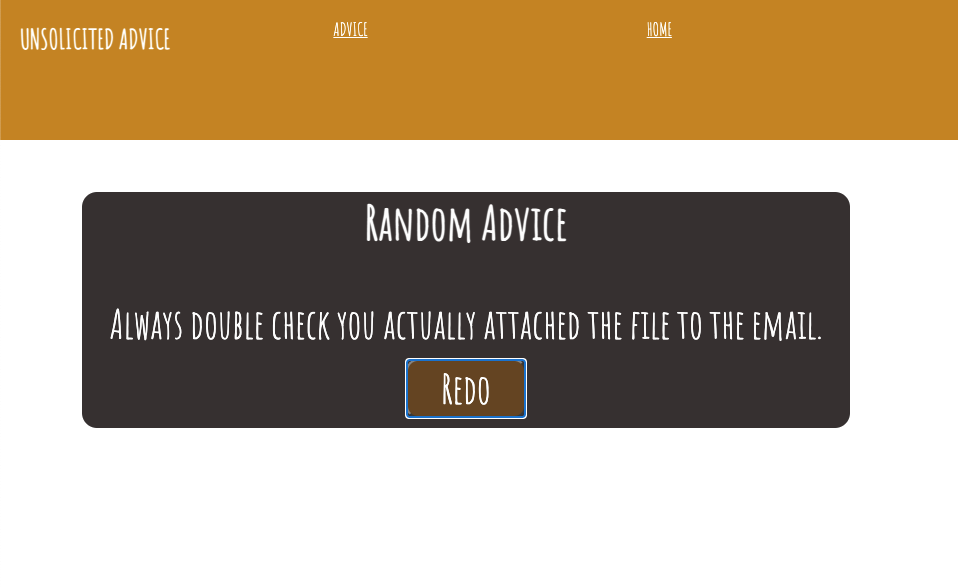 UNSOLICITED ADVICE
ADVICE
HOME
Random Advice
Always double check you actually attached the file to the email.
Redo